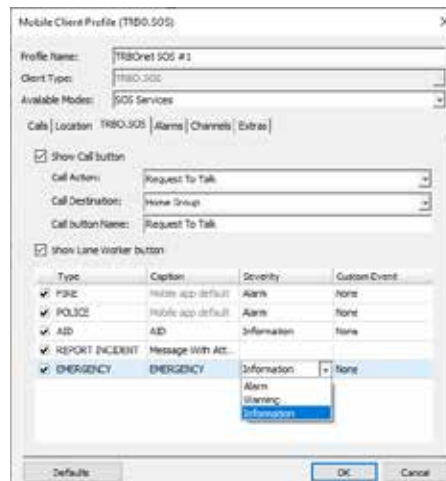 Mobile Client Profile (TRBO.SOS)
Profile Name: TRBOnet SOS #1
Client Type: TRBO.SOS
Available Modes: SOS Services
Calls Location TRBO.SOS Alarms Channels Extras
Show Call button
Call Action: Request To Talk
Call Destination: Home Group
Call button Name: Request To Talk
Show Lone Worker button
Type Caption Severity Custom Event
FIRE Mobile app default Alarm None
POLICE Mobile app default Alarm None
AID AID Information None
REPORT INCIDENT Message With Att...
EMERGENCY EMERGENCY Information None
Alarm
Warning
Information
Defaults OK Cancel